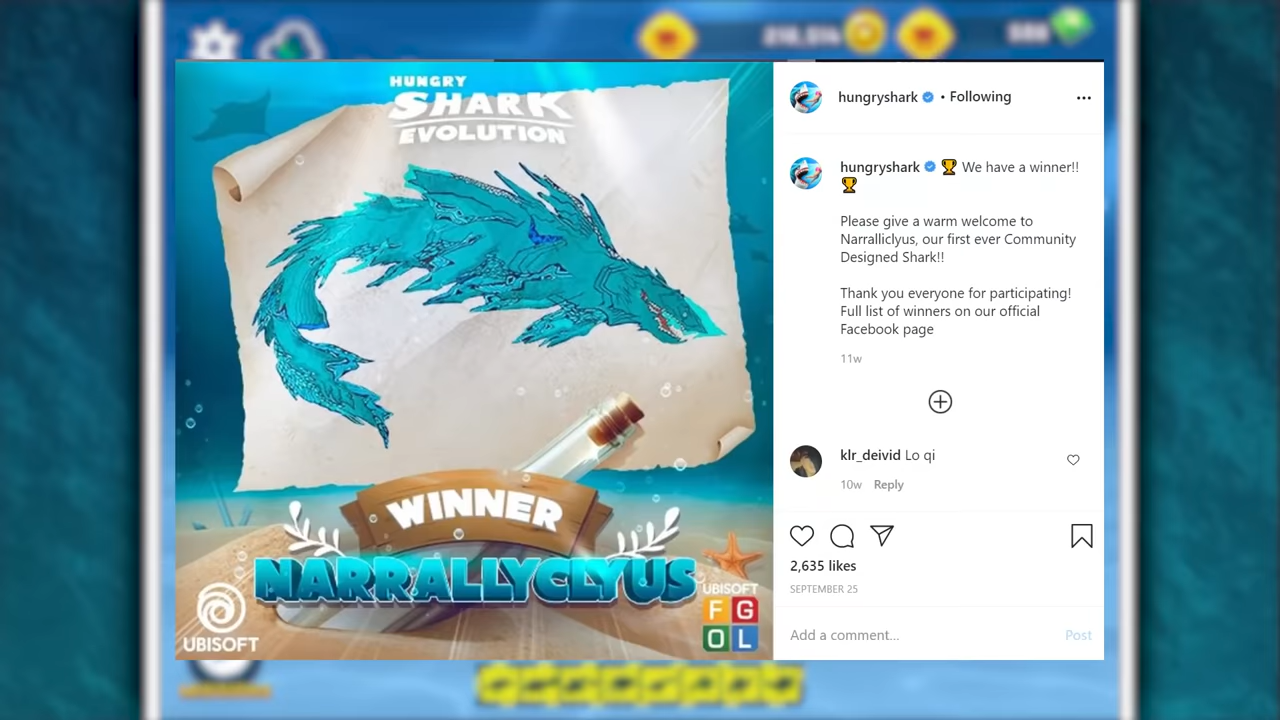 HUNGRY
SHARK
EVOLUTION
WINNER
NARRALLYCLYUS
UBISOFT
UBISOFT
F G
O L
hungryshark • Following
hungryshark 🏆 We have a winner!!
🏆
Please give a warm welcome to
Narralliclyus, our first ever Community
Designed Shark!!
Thank you everyone for participating!
Full list of winners on our official
Facebook page
11w
klr_deivid Lo qi
10w Reply
2,635 likes
SEPTEMBER 25
Add a comment... Post